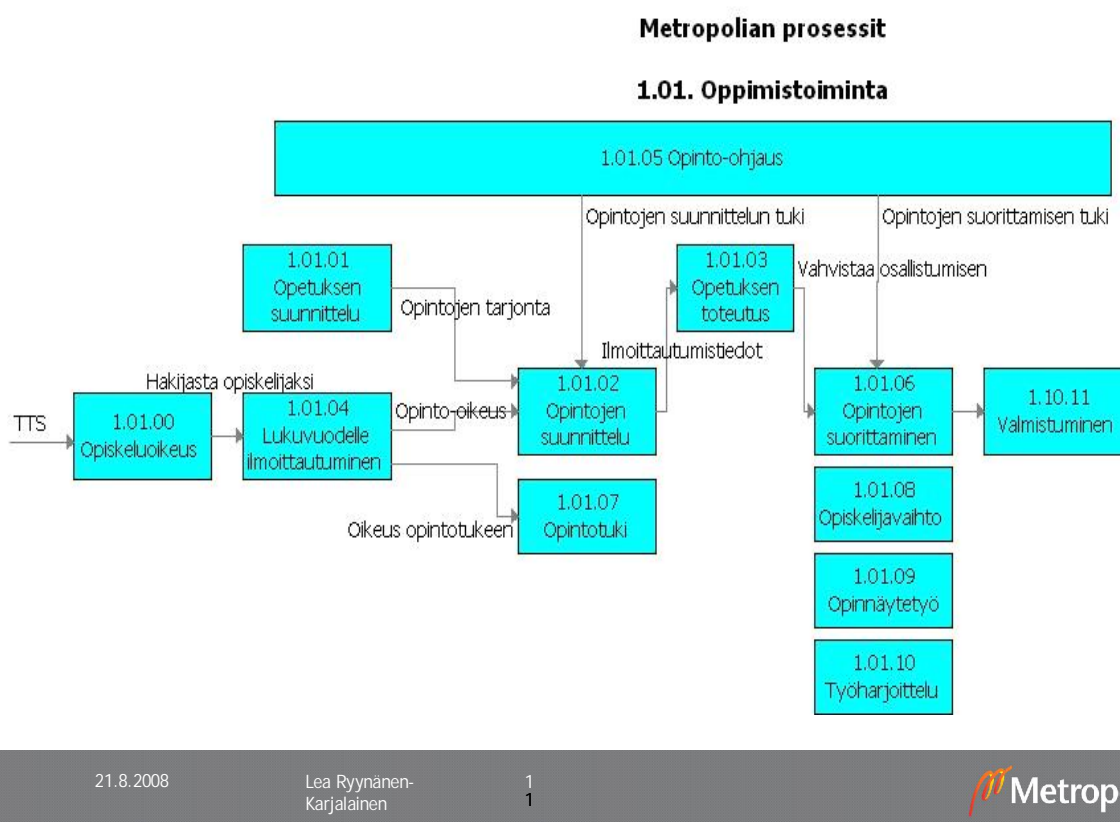 Metropolian prosessit
1.01. Oppimistoiminta
1.01.05 Opinto-ohjaus
Opintojen suunnittelun tuki
Opintojen suorittamisen tuki
1.01.01
Opetuksen
suunnittelu
Opintojen tarjonta
1.01.03
Opetuksen
toteutus
Vahvistaa osallistumisen
Ilmoittautumistiedot
Hakijasta opiskelijaksi
TTS
1.01.00
Opiskeluoikeus
1.01.04
Lukuvuodelle
ilmoittautuminen
Opinto-oikeus
1.01.02
Opintojen
suunnittelu
1.01.06
Opintojen
suorittaminen
1.10.11
Valmistuminen
Oikeus opintotukeen
1.01.07
Opintotuki
1.01.08
Opiskelijavaihto
1.01.09
Opinnäytetyö
1.01.10
Työharjoittelu
21.8.2008
Lea Ryynänen-
Karjalainen
1
1
Metrop